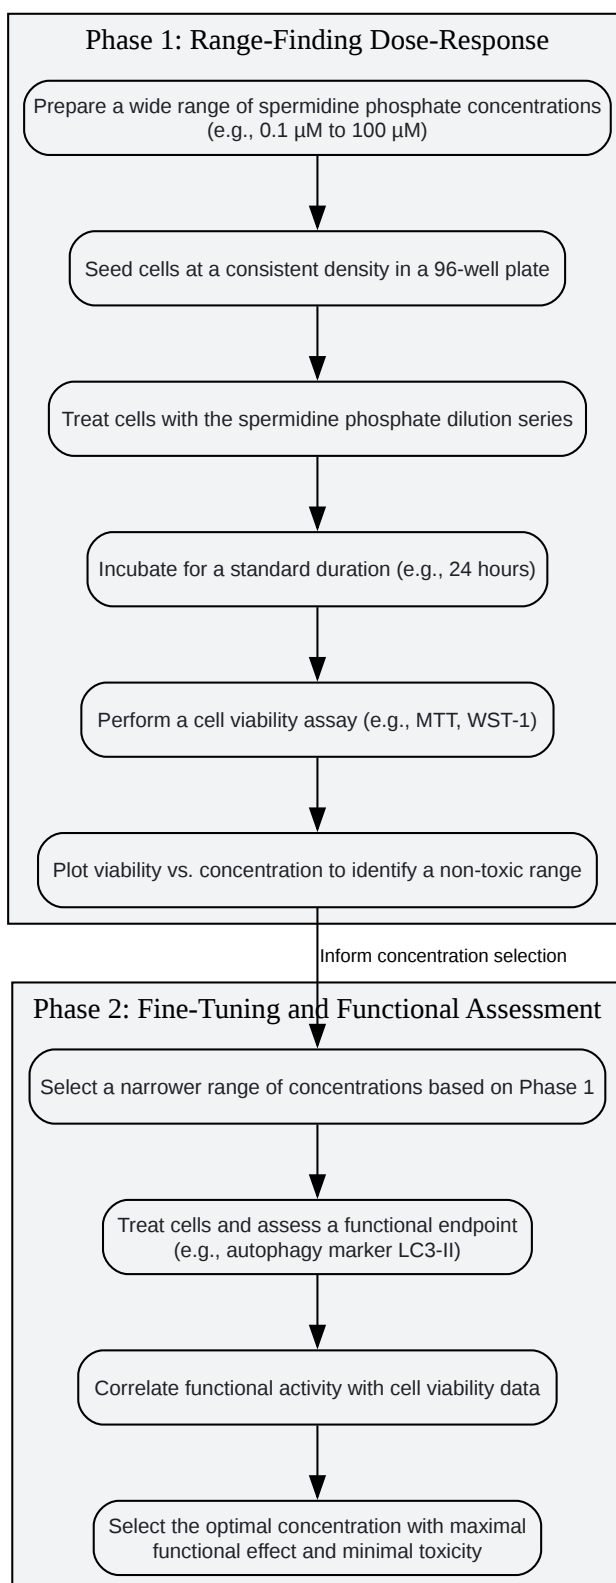 Phase 1: Range-Finding Dose-Response
Prepare a wide range of spermidine phosphate concentrations
(e.g., 0.1 µM to 100 µM)
Seed cells at a consistent density in a 96-well plate
Treat cells with the spermidine phosphate dilution series
Incubate for a standard duration (e.g., 24 hours)
Perform a cell viability assay (e.g., MTT, WST-1)
Plot viability vs. concentration to identify a non-toxic range
Inform concentration selection
Phase 2: Fine-Tuning and Functional Assessment
Select a narrower range of concentrations based on Phase 1
Treat cells and assess a functional endpoint
(e.g., autophagy marker LC3-II)
Correlate functional activity with cell viability data
Select the optimal concentration with maximal
functional effect and minimal toxicity